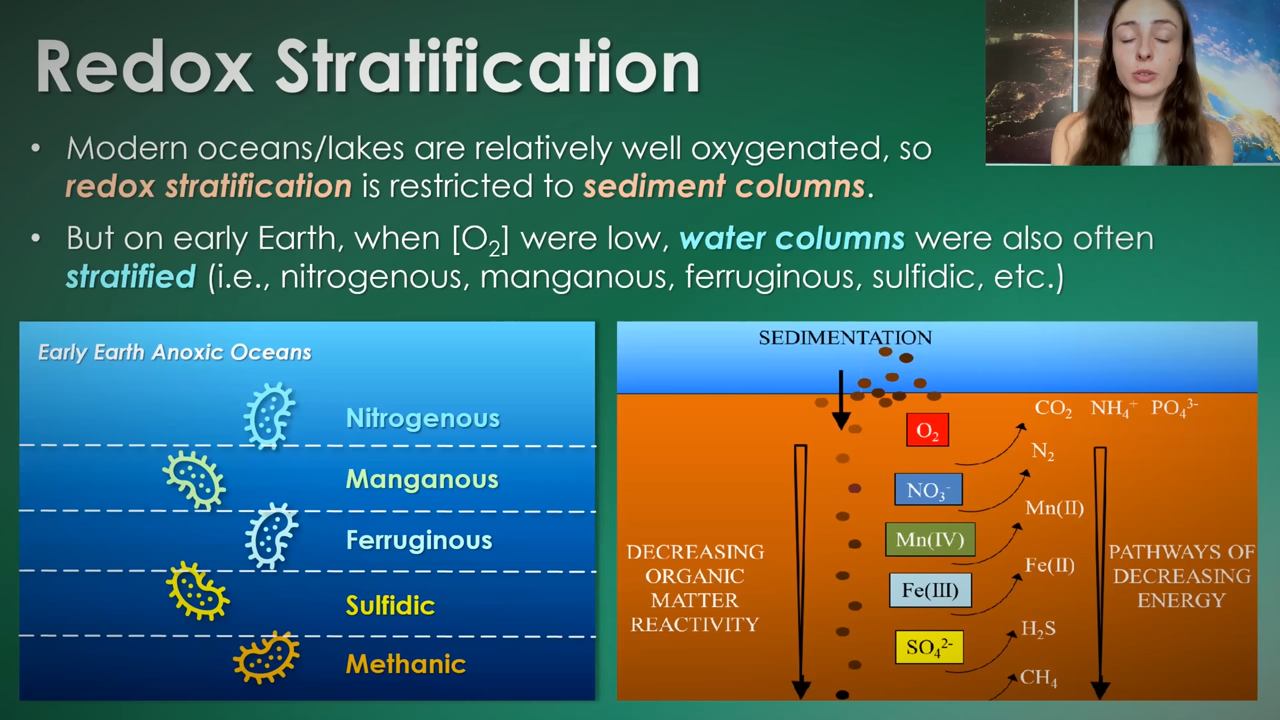 Redox Stratification
• Modern oceans/lakes are relatively well oxygenated, so
redox stratification is restricted to sediment columns.
• But on early Earth, when [O₂] were low, water columns were also often
stratified (i.e., nitrogenous, manganous, ferruginous, sulfidic, etc.)
Early Earth Anoxic Oceans
Nitrogenous
Manganous
Ferruginous
Sulfidic
Methanic
SEDIMENTATION
O₂
CO₂ NH₄⁺ PO₄³⁻
NO₃⁻
N₂
Mn(IV)
Mn(II)
Fe(III)
Fe(II)
SO₄²⁻
H₂S
CH₄
DECREASING
ORGANIC
MATTER
REACTIVITY
PATHWAYS OF
DECREASING
ENERGY